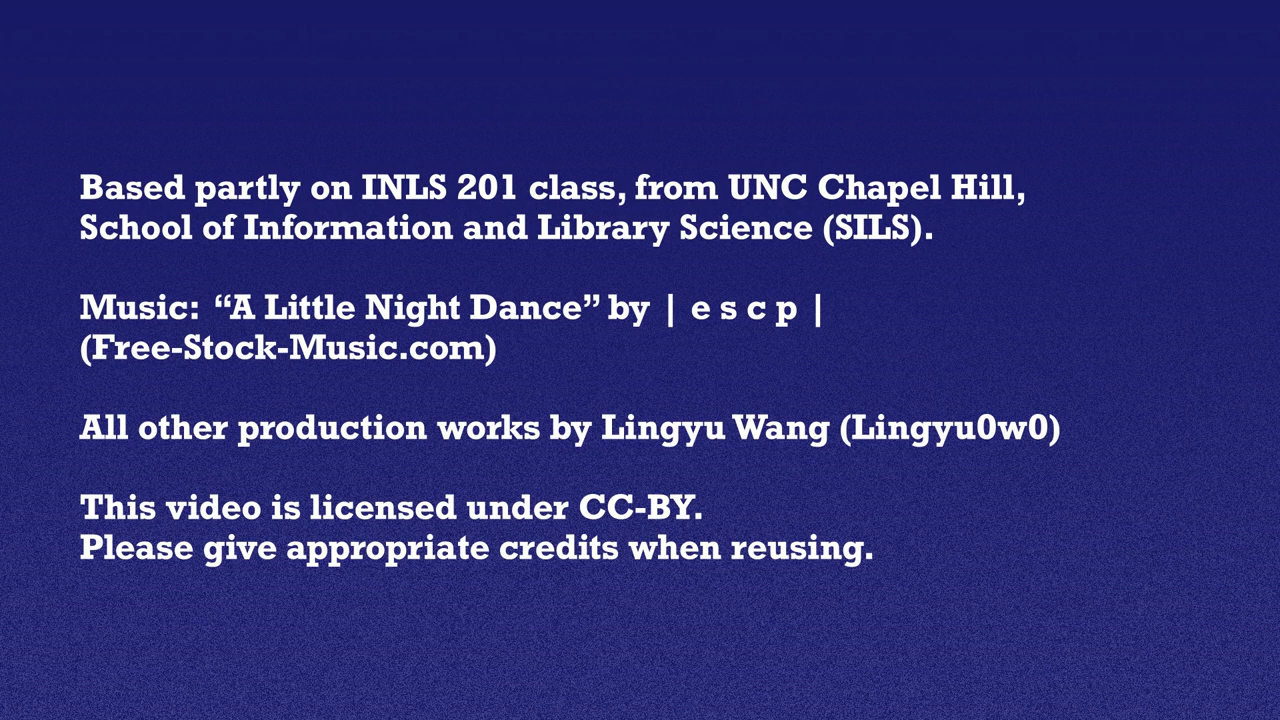 Based partly on INLS 201 class, from UNC Chapel Hill,
School of Information and Library Science (SILS).
Music: “A Little Night Dance” by | e s c p |
(Free-Stock-Music.com)
All other production works by Lingyu Wang (Lingyu0w0)
This video is licensed under CC-BY.
Please give appropriate credits when reusing.